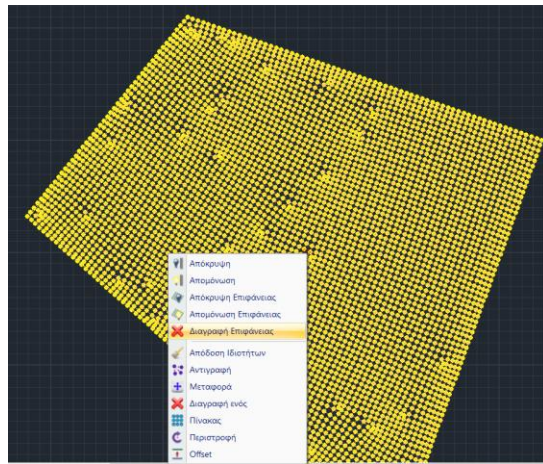 Απόκρυψη
Απομόνωση
Απόκρυψη Επιφάνειας
Απομόνωση Επιφάνειας
Διαγραφή Επιφάνειας
Απόδοση Ιδιοτήτων
Αντιγραφή
Μεταφορά
Διαγραφή ενός
Πίνακας
Περιστροφή
Offset